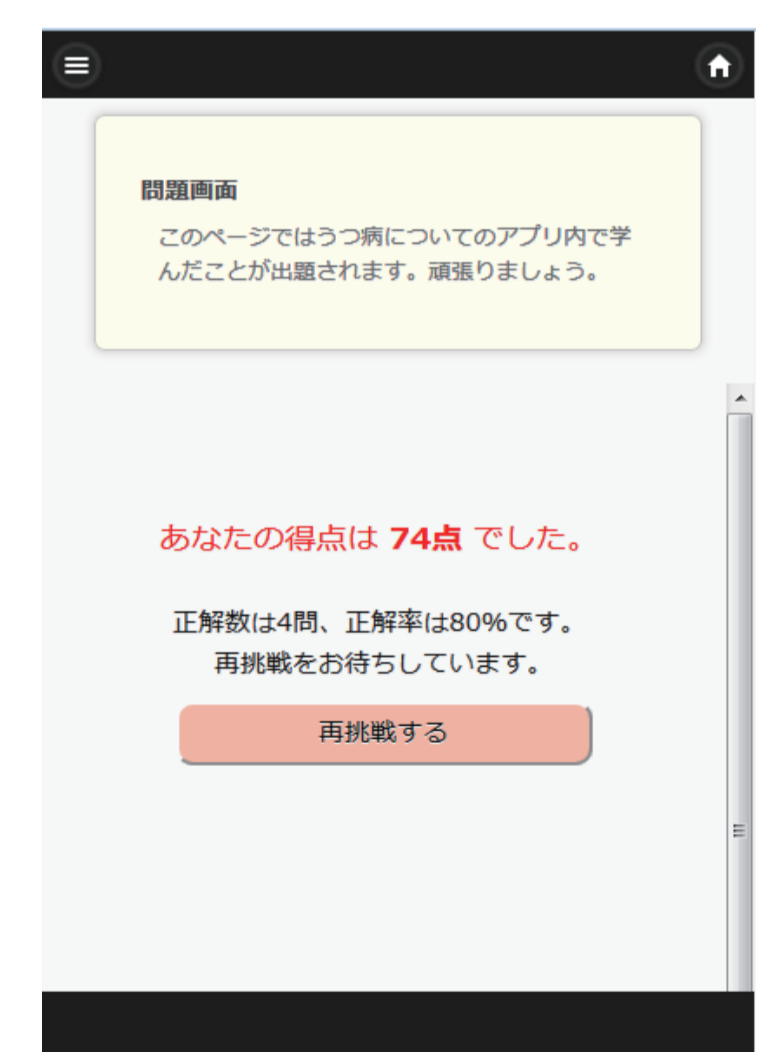 問題画面
このページではうつ病についてのアプリ内で学
んだことが出題されます。頑張りましょう。
あなたの得点は 74点 でした。
正解数は4問、正解率は80%です。
再挑戦をお待ちしています。
再挑戦する